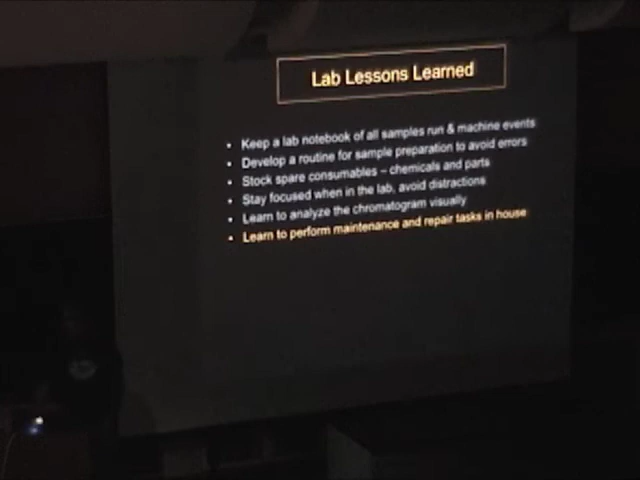 Lab Lessons Learned
• Keep a lab notebook of all samples run & machine events
• Develop a routine for sample preparation to avoid errors
• Stock spare consumables – chemicals and parts
• Stay focused when in the lab, avoid distractions
• Learn to analyze the chromatogram visually
• Learn to perform maintenance and repair tasks in house